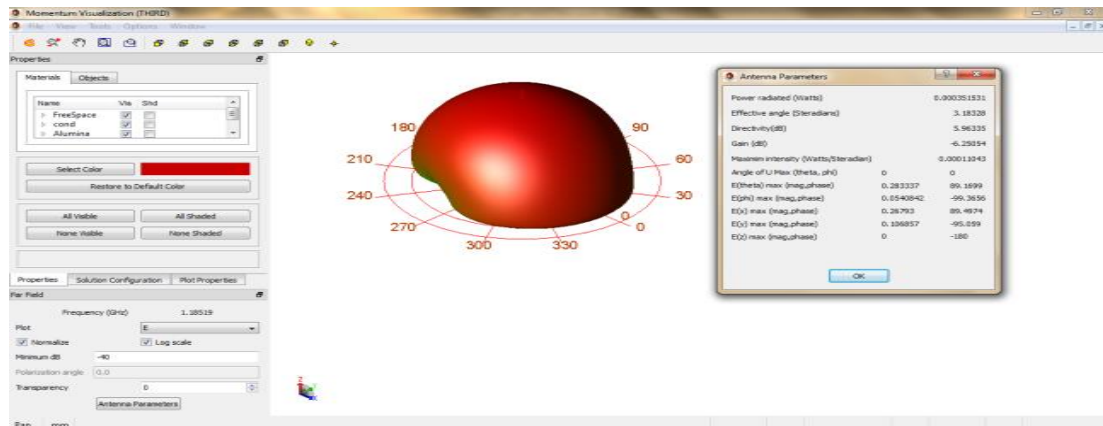 Momentum Visualization (THIRD)
File View Tools Options Window
Properties
Materials Objects
Name Vis Shd
FreeSpace
cond
Alumina
Select Color
Restore to Default Color
All Visible All Shaded
None Visible None Shaded
Properties Solution Configuration Plot Properties
Far Field
Frequency (GHz) 1.18519
Plot E
Normalize Log scale
Minimum dB -40
Polarization angle 0.0
Transparency 0
Antenna Parameters
180 90
210 60
240 30
270 0
0
300 330
Antenna Parameters
Power radiated (Watts) 0.000351531
Effective angle (Steradians) 3.18328
Directivity(dB) 5.96335
Gain (dB) -6.25054
Maximim intensity (Watts/Steradian) 0.00011043
Angle of U Max (theta, phi) 0 0
E(theta) max (mag,phase) 0.283337 89.1699
E(phi) max (mag,phase) 0.0540842 -99.3656
E(x) max (mag,phase) 0.26793 89.4974
E(y) max (mag,phase) 0.106857 -95.059
E(z) max (mag,phase) 0 -180
OK
Z
X